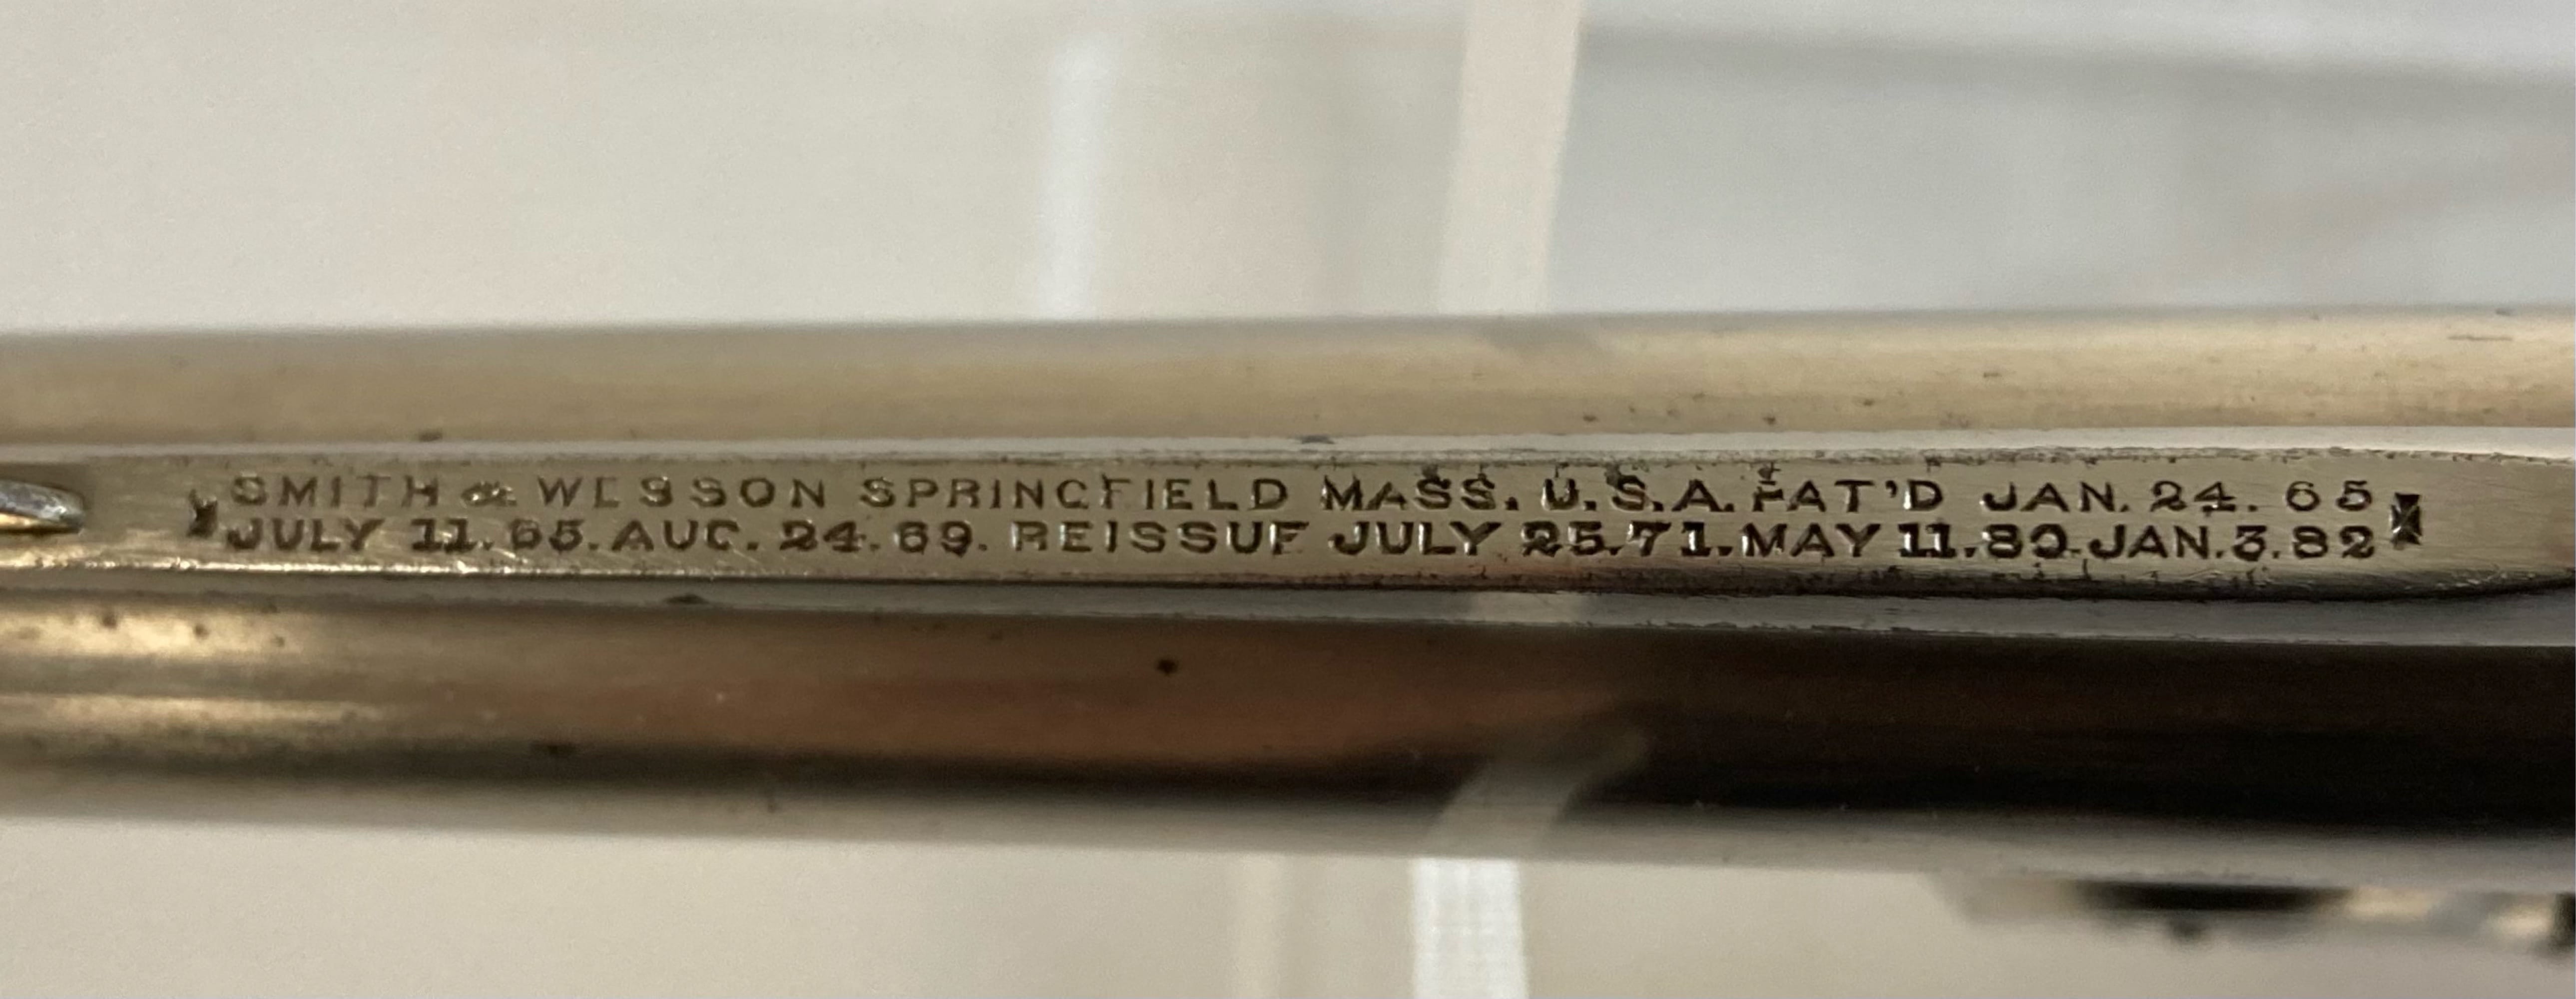 SMITH & WESSON SPRINGFIELD MASS. U.S.A. PAT'D JAN. 24. 65
JULY 11. 65. AUG. 24. 69. REISSUE JULY 25.71. MAY 11.80. JAN.3.82